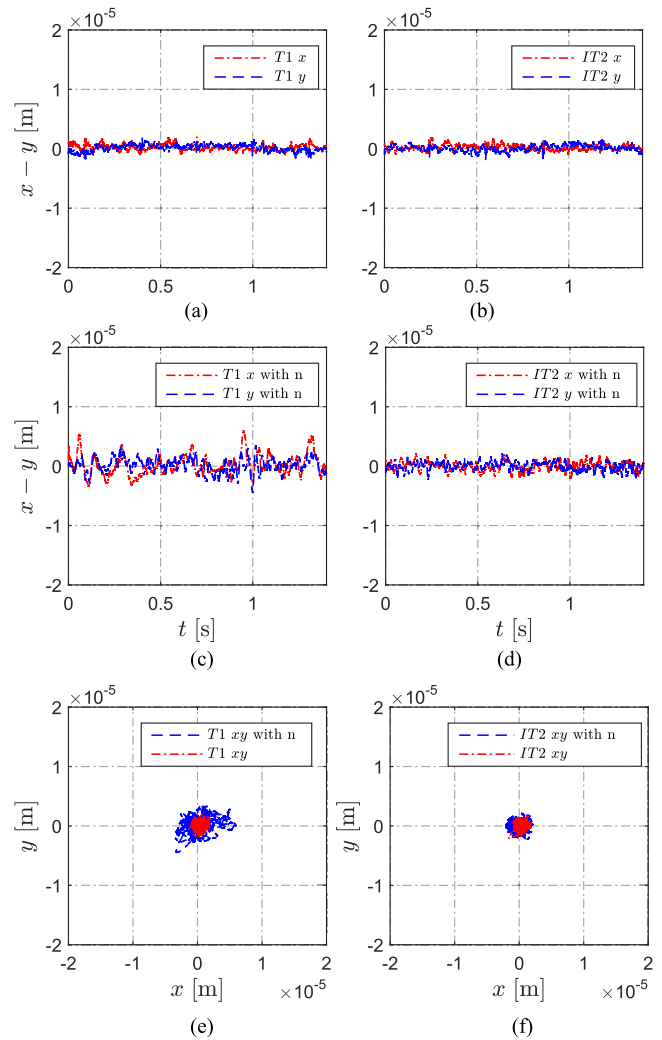 ×10⁻⁵ ×10⁻⁵
2 2
T1 x IT2 x
T1 y IT2 y
1 1
x − y [m]
0 0
-1 -1
-2 -2
0 0.5 1 0 0.5 1
(a) (b)
×10⁻⁵ ×10⁻⁵
2 2
T1 x with n IT2 x with n
T1 y with n IT2 y with n
1 1
x − y [m]
0 0
-1 -1
-2 -2
0 0.5 1 0 0.5 1
t [s] t [s]
(c) (d)
×10⁻⁵ ×10⁻⁵
2 2
T1 xy with n IT2 xy with n
T1 xy IT2 xy
1 1
y [m] y [m]
0 0
-1 -1
-2 -2
-2 -1 0 1 2 -2 -1 0 1 2
x [m] ×10⁻⁵ x [m] ×10⁻⁵
(e) (f)